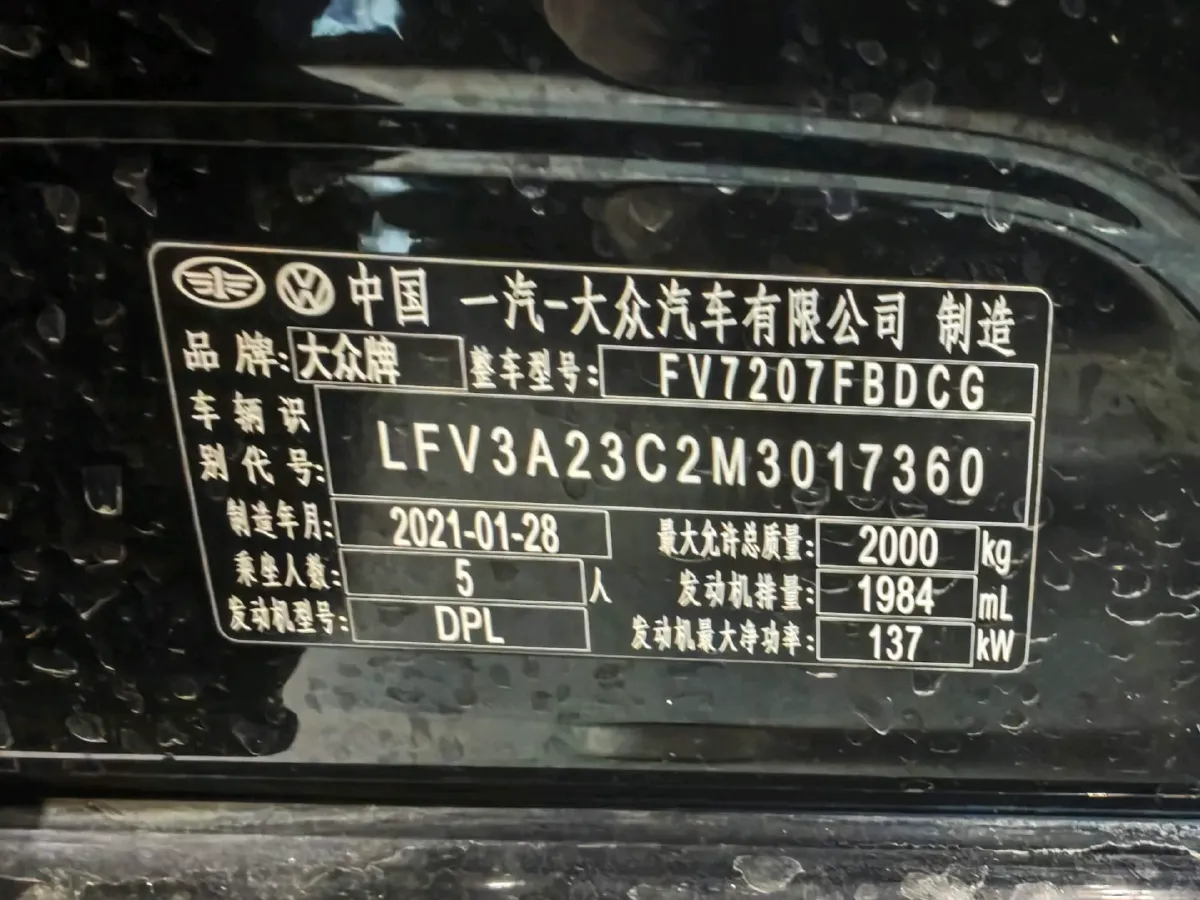 中国 一汽-大众汽车有限公司 制造
品牌: 大众牌 整车型号: FV7207FBDCG
车辆识
别代号: LFV3A23C2M3017360
制造年月: 2021-01-28 最大允许总质量: 2000 kg
乘坐人数: 5 人 发动机排量: 1984 mL
发动机型号: DPL 发动机最大净功率: 137 kW